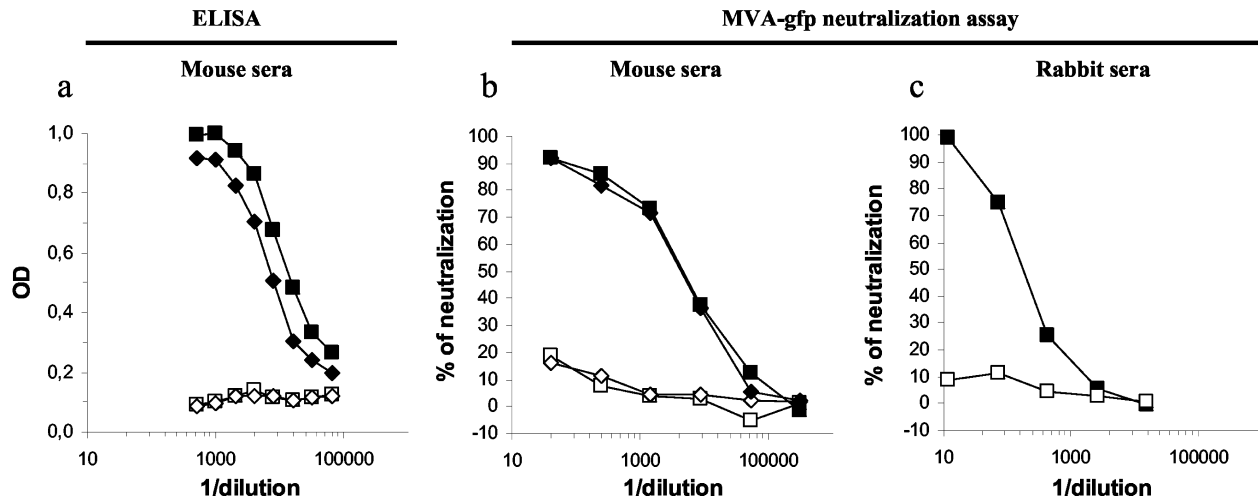 ELISA
MVA-gfp neutralization assay
Mouse sera
Mouse sera
Rabbit sera
a
b
c
OD
1,0
0,8
0,6
0,4
0,2
0,0
10
1000
100000
1/dilution
% of neutralization
100
90
80
70
60
50
40
30
20
10
0
-10
10
1000
100000
1/dilution
% of neutralization
100
90
80
70
60
50
40
30
20
10
0
-10
10
1000
100000
1/dilution